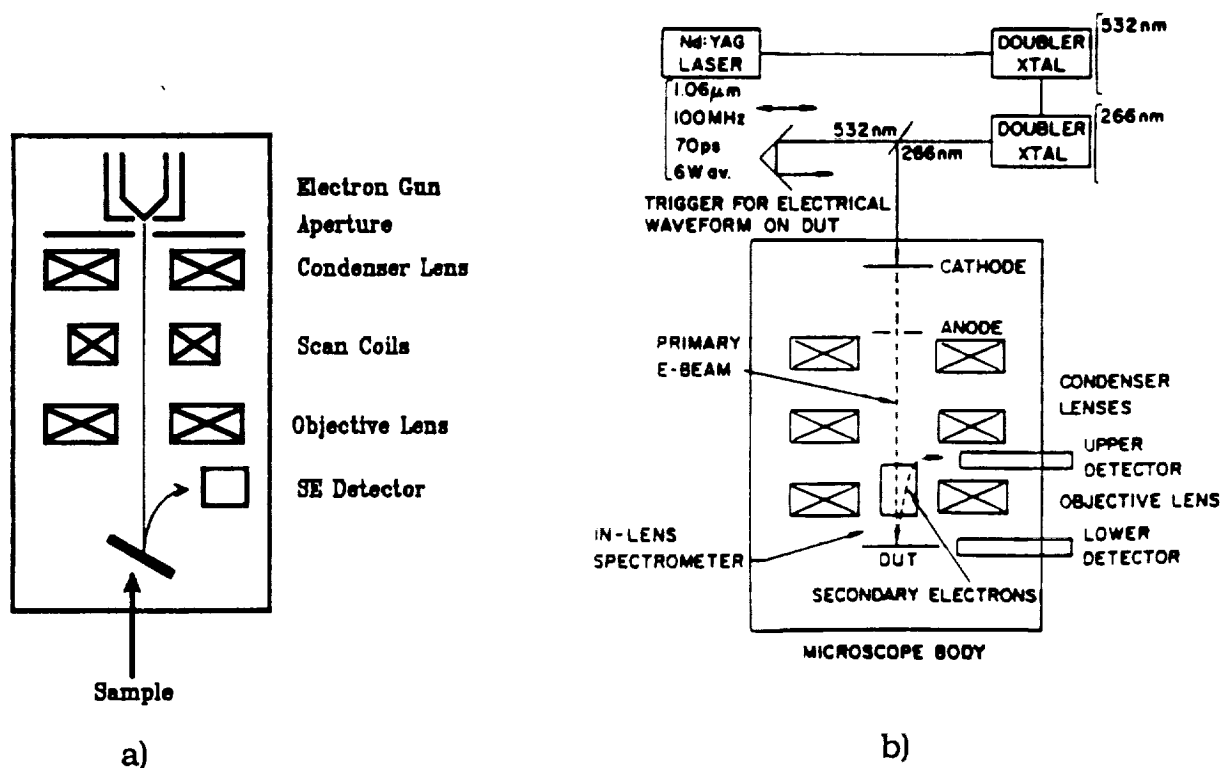 Electron Gun
Aperture
Condenser Lens
Scan Coils
Objective Lens
SE Detector
Sample
a)
Nd:YAG
LASER
1.06μm
100MHz
70ps
6W av.
DOUBLER
XTAL
532nm
DOUBLER
XTAL
266nm
532nm
266nm
TRIGGER FOR ELECTRICAL
WAVEFORM ON DUT
CATHODE
ANODE
PRIMARY
E-BEAM
CONDENSER
LENSES
UPPER
DETECTOR
OBJECTIVE LENS
IN-LENS
SPECTROMETER
LOWER
DETECTOR
DUT
SECONDARY ELECTRONS
MICROSCOPE BODY
b)